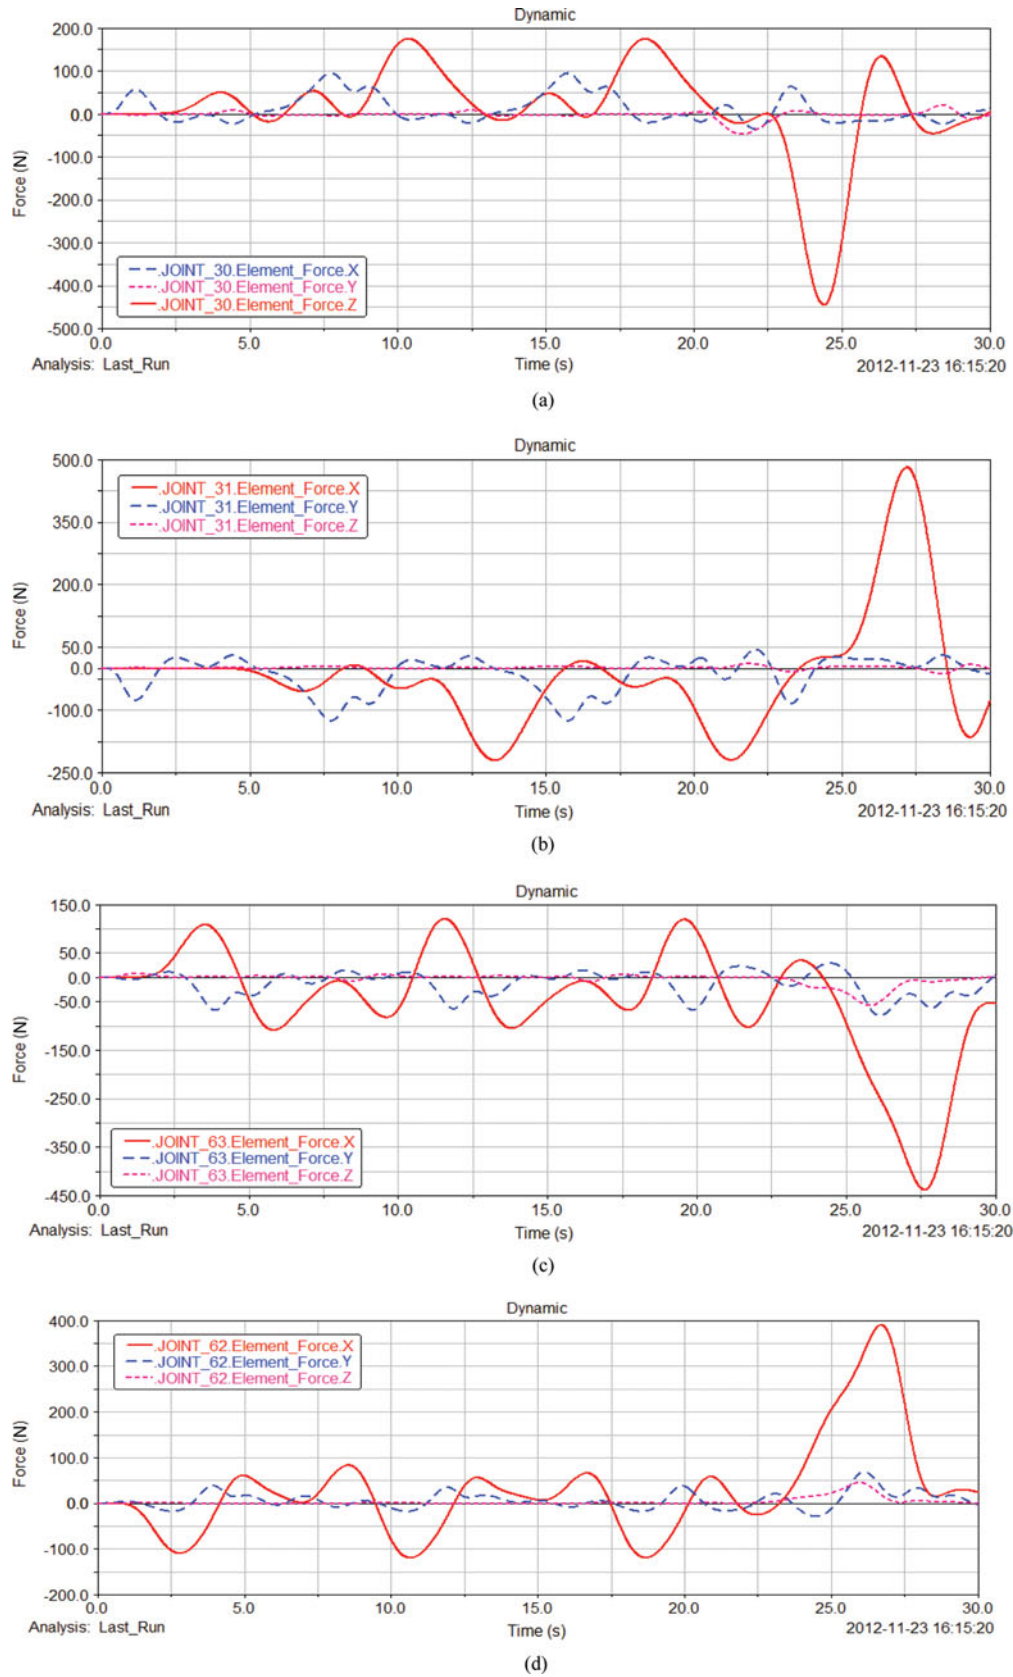 Dynamic
200.0
100.0
0.0
-100.0
-200.0
-300.0
-400.0
-500.0
Force (N)
.JOINT_30.Element_Force.X
.JOINT_30.Element_Force.Y
.JOINT_30.Element_Force.Z
0.0 5.0 10.0 15.0 20.0 25.0 30.0
Analysis: Last_Run Time (s) 2012-11-23 16:15:20
(a)
Dynamic
500.0
350.0
200.0
50.0
0.0
-100.0
-250.0
Force (N)
.JOINT_31.Element_Force.X
.JOINT_31.Element_Force.Y
.JOINT_31.Element_Force.Z
0.0 5.0 10.0 15.0 20.0 25.0 30.0
Analysis: Last_Run Time (s) 2012-11-23 16:15:20
(b)
Dynamic
150.0
50.0
0.0
-50.0
-150.0
-250.0
-350.0
-450.0
Force (N)
.JOINT_63.Element_Force.X
.JOINT_63.Element_Force.Y
.JOINT_63.Element_Force.Z
0.0 5.0 10.0 15.0 20.0 25.0 30.0
Analysis: Last_Run Time (s) 2012-11-23 16:15:20
(c)
Dynamic
400.0
300.0
200.0
100.0
0.0
-100.0
-200.0
Force (N)
.JOINT_62.Element_Force.X
.JOINT_62.Element_Force.Y
.JOINT_62.Element_Force.Z
0.0 5.0 10.0 15.0 20.0 25.0 30.0
Analysis: Last_Run Time (s) 2012-11-23 16:15:20
(d)